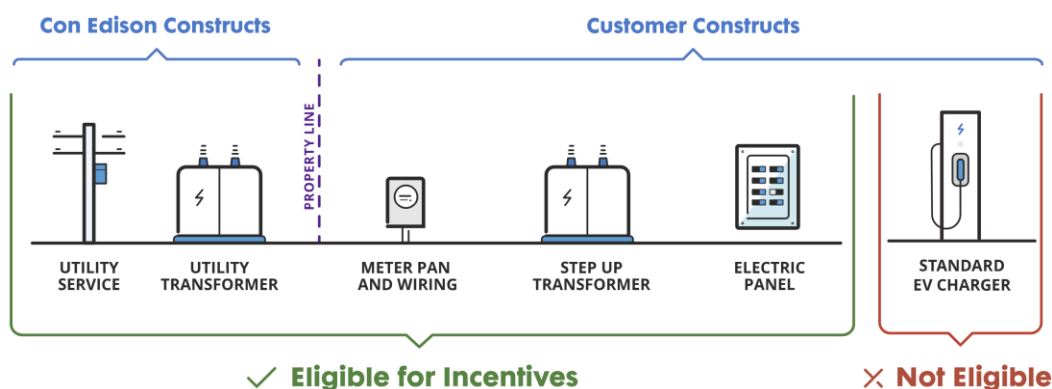 Con Edison Constructs
Customer Constructs
PROPERTY LINE
UTILITY
SERVICE
UTILITY
TRANSFORMER
METER PAN
AND WIRING
STEP UP
TRANSFORMER
ELECTRIC
PANEL
STANDARD
EV CHARGER
Eligible for Incentives
Not Eligible